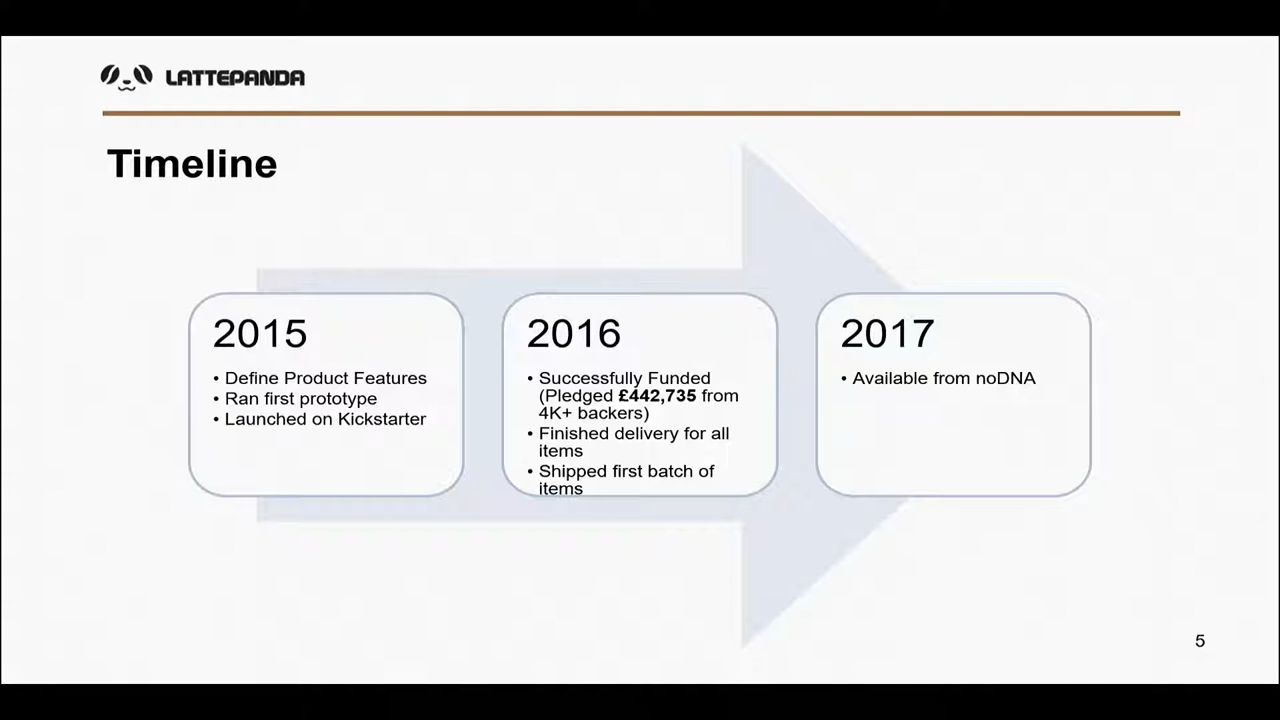 LATTEPANDA
Timeline
2015
• Define Product Features
• Ran first prototype
• Launched on Kickstarter
2016
• Successfully Funded
(Pledged £442,735 from
4K+ backers)
• Finished delivery for all
items
• Shipped first batch of
items
2017
• Available from noDNA
5